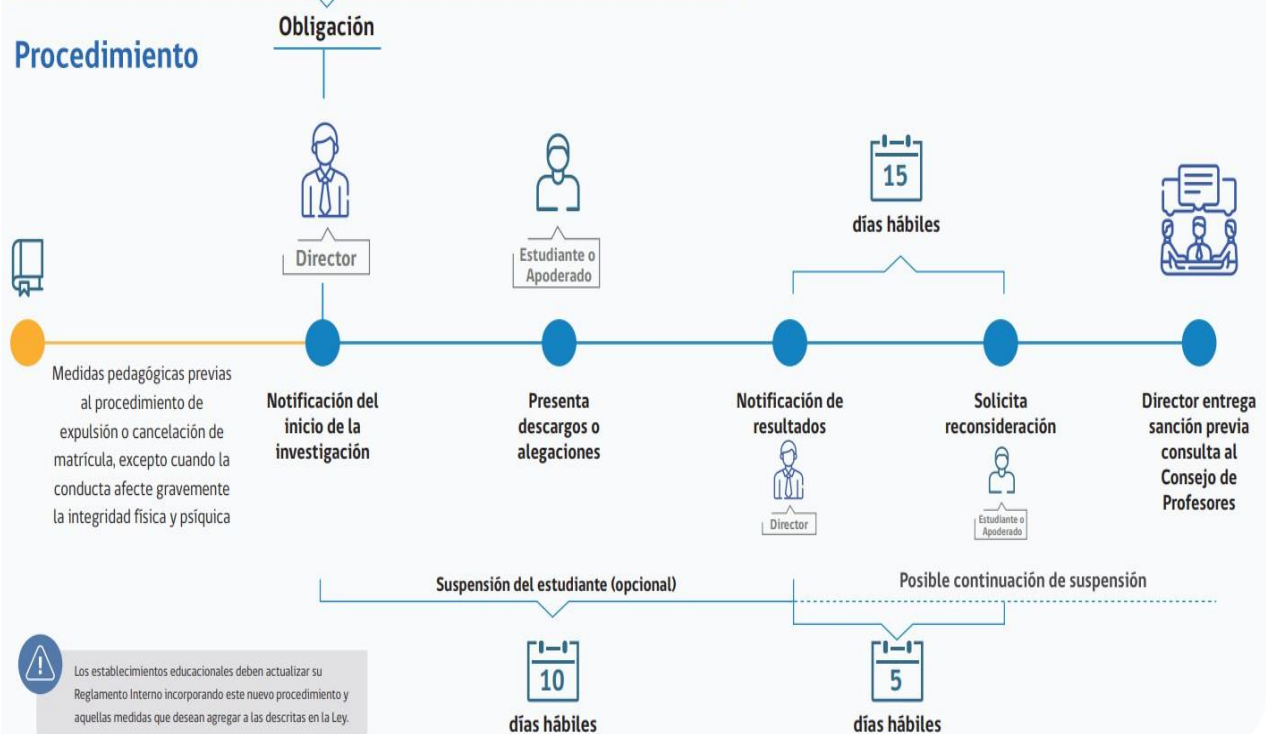 Obligación
Procedimiento
15
días hábiles
Director
Estudiante o
Apoderado
Medidas pedagógicas previas
al procedimiento de
expulsión o cancelación de
matrícula, excepto cuando la
conducta afecte gravemente
la integridad física y psíquica
Notificación del
inicio de la
investigación
Presenta
descargos o
alegaciones
Notificación de
resultados
Director
Solicita
reconsideración
Estudiante o
Apoderado
Director entrega
sanción previa
consulta al
Consejo de
Profesores
Suspensión del estudiante (opcional)
Posible continuación de suspensión
10
días hábiles
5
días hábiles
Los establecimientos educacionales deben actualizar su
Reglamento Interno incorporando este nuevo procedimiento y
aquellas medidas que desean agregar a las descritas en la Ley.